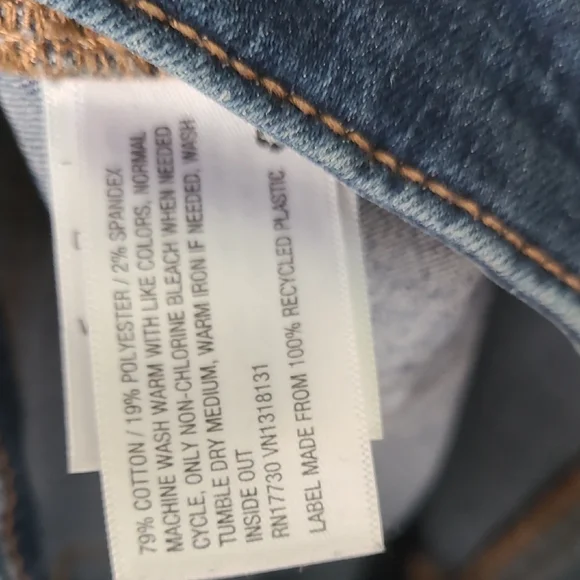 79% COTTON / 19% POLYESTER / 2% SPANDEX
MACHINE WASH WARM WITH LIKE COLORS, NORMAL
CYCLE, ONLY NON-CHLORINE BLEACH WHEN NEEDED
TUMBLE DRY MEDIUM, WARM IRON IF NEEDED, WASH
INSIDE OUT
RN17730 VN1318131
LABEL MADE FROM 100% RECYCLED PLASTIC